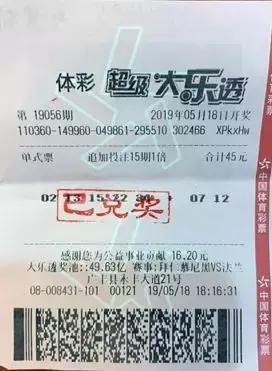 体彩 超级大乐透
第 19056期 2019年05月18日开奖
110360-149960-049861-295510 302466 XPkxHw
单式票 追加投注15期1倍 合计45元
02 13 15 22 07 12
已兑奖
感谢您为公益事业贡献 16.20元
大乐透奖池:49.63亿 赛事:拜仁慕尼黑VS法兰
广丰县永丰大道21号
08-008431-101 00121 19/05/18 18:16:31
中国体育彩票
中国体育彩票